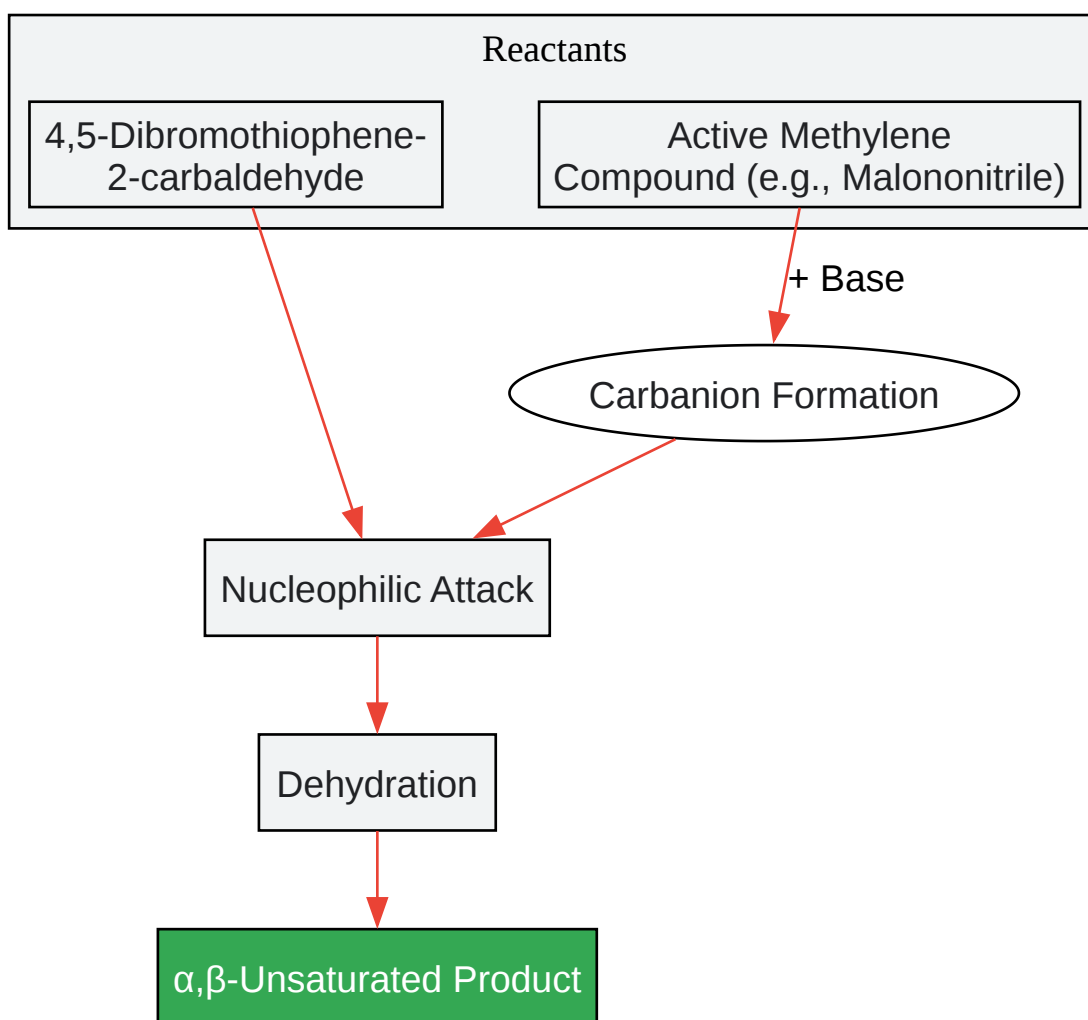 Reactants
4,5-Dibromothiophene-
2-carbaldehyde
Active Methylene
Compound (e.g., Malononitrile)
+ Base
Carbanion Formation
Nucleophilic Attack
Dehydration
α,β-Unsaturated Product